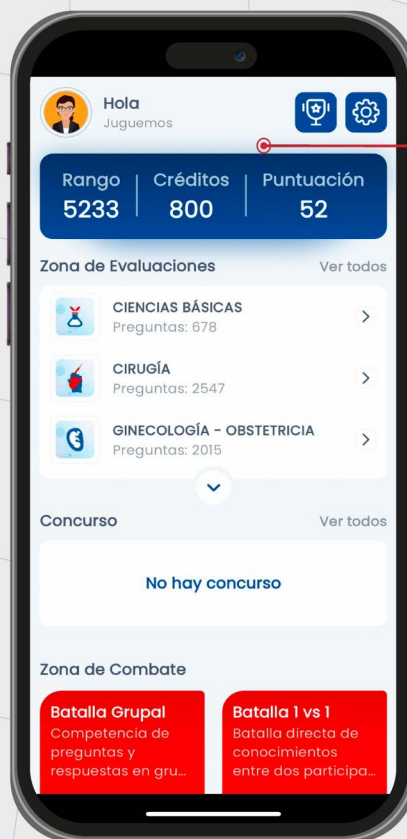 Hola
Juguemos
Rango
Créditos
Puntuación
5233
800
52
Zona de Evaluaciones
Ver todos
CIENCIAS BÁSICAS
Preguntas: 678
CIRUGÍA
Preguntas: 2547
GINECOLOGÍA - OBSTETRICIA
Preguntas: 2015
Concurso
Ver todos
No hay concurso
Zona de Combate
Batalla Grupal
Competencia de
preguntas y
respuestas en gru...
Batalla 1 vs 1
Batalla directa de
conocimientos
entre dos participa...